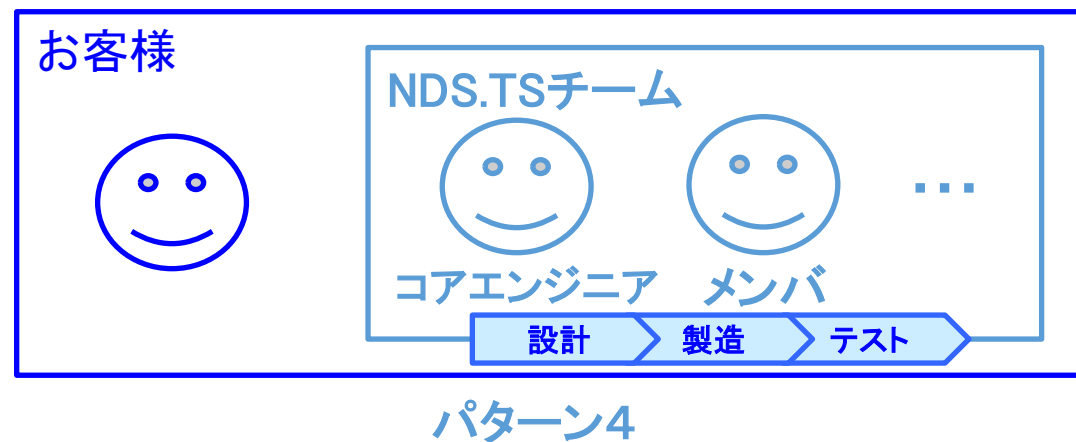 お客様
NDS.TSチーム
…
コアエンジニア メンバ
設計 製造 テスト
パターン4